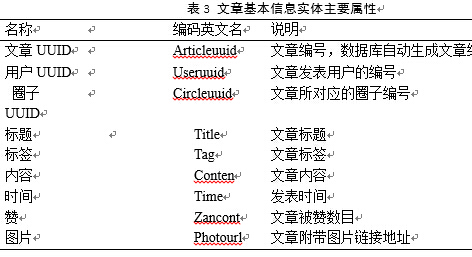 表 3 文章基本信息实体主要属性
名称 编码英文名 说明
文章 UUID Articleuuid 文章编号，数据库自动生成文章
用户 UUID Useruuid 文章发表用户的编号
圈子 Circleuuid 文章所对应的圈子编号
UUID
标题 Title 文章标题
标签 Tag 文章标签
内容 Conten 文章内容
时间 Time 发表时间
赞 Zancont 文章被赞数目
图片 Photourl 文章附带图片链接地址